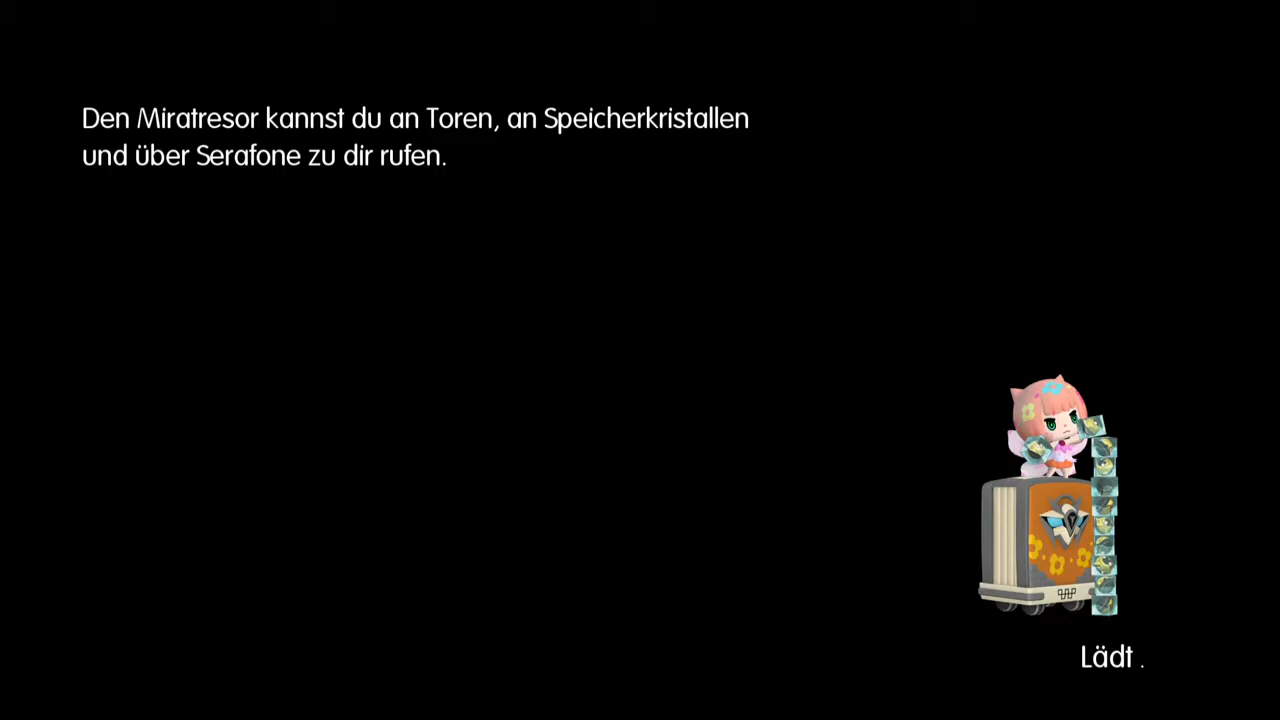 Den Miratresor kannst du an Toren, an Speicherkristallen
und über Serafone zu dir rufen.
Lädt .